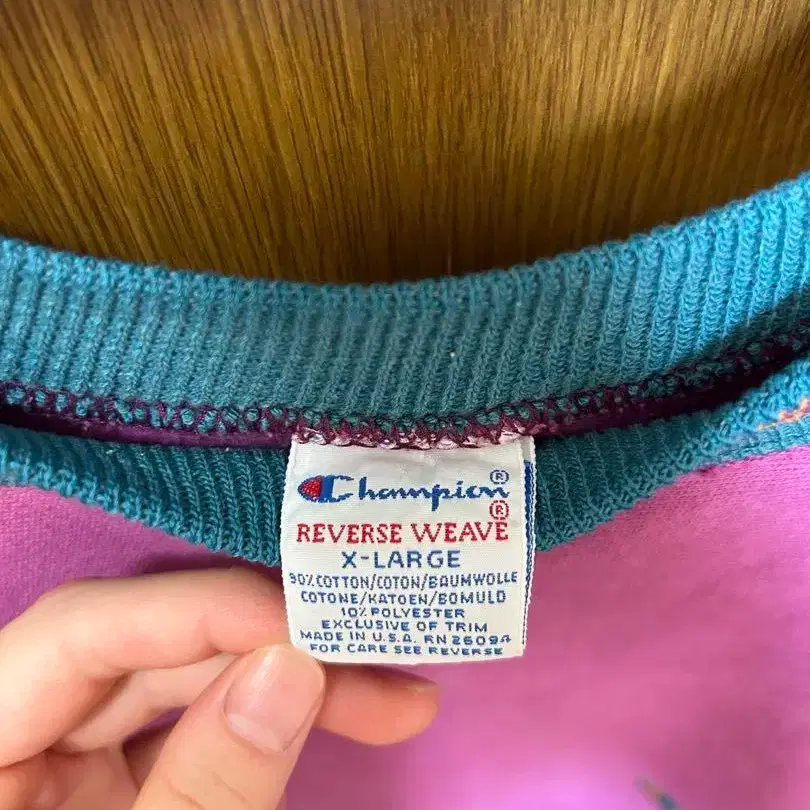 Champion®
®
REVERSE WEAVE
X-LARGE
90% COTTON/COTON/BAUMWOLLE
COTONE/KATOEN/BOMULD
10% POLYESTER
EXCLUSIVE OF TRIM
MADE IN U.S.A. RN 26094
FOR CARE SEE REVERSE